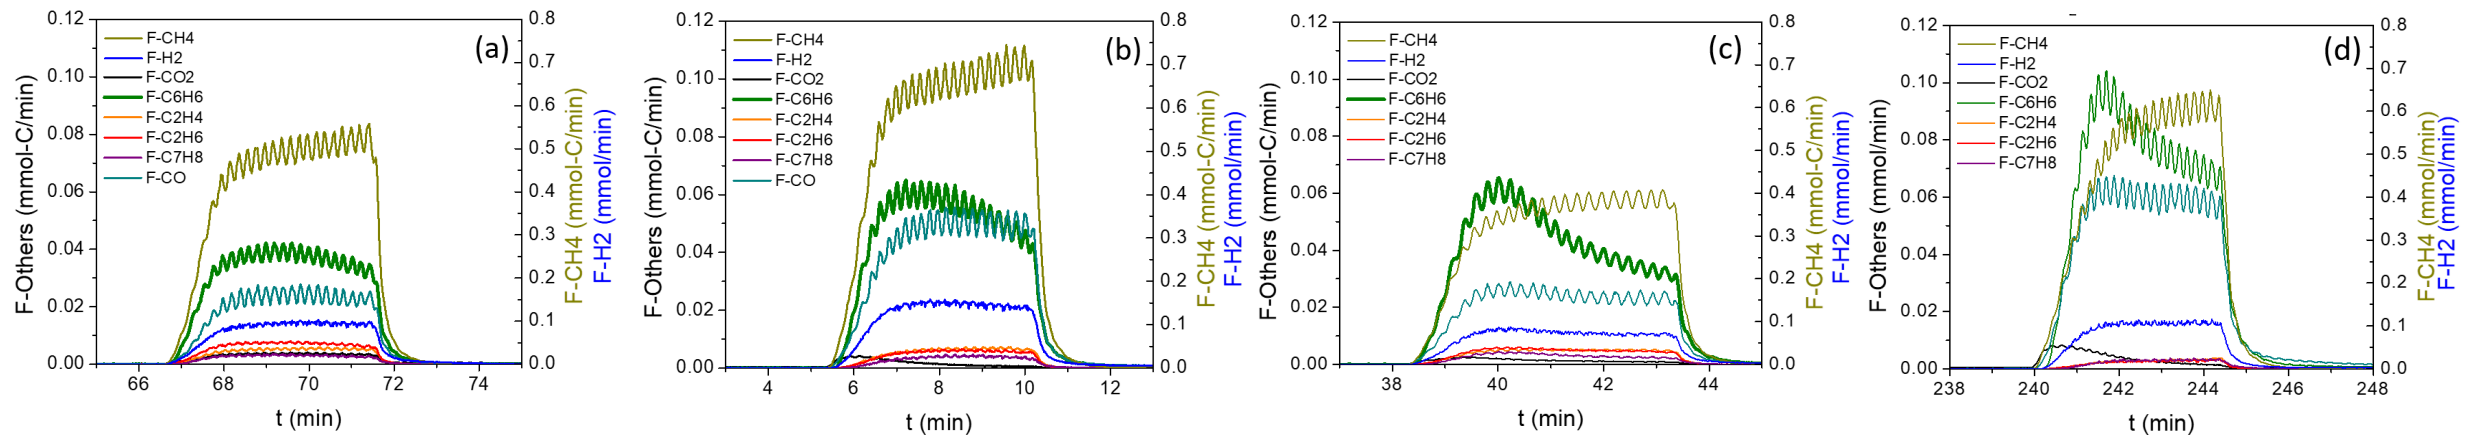 (a)
0.12
0.10
0.08
0.06
0.04
0.02
0.00
F-Others (mmol-C/min)
F-CH4
F-H2
F-CO2
F-C6H6
F-C2H4
F-C2H6
F-C7H8
F-CO
0.8
0.7
0.6
0.5
0.4
0.3
0.2
0.1
0.0
F-CH4 (mmol-C/min)
F-H2 (mmol/min)
66 68 70 72 74
t (min)
(b)
0.12
0.10
0.08
0.06
0.04
0.02
0.00
F-Others (mmol-C/min)
F-CH4
F-H2
F-CO2
F-C6H6
F-C2H4
F-C2H6
F-C7H8
F-CO
0.8
0.7
0.6
0.5
0.4
0.3
0.2
0.1
0.0
F-CH4 (mmol-C/min)
F-H2 (mmol/min)
4 6 8 10 12
t (min)
(c)
0.12
0.10
0.08
0.06
0.04
0.02
0.00
F-Others (mmol-C/min)
F-CH4
F-H2
F-CO2
F-C6H6
F-C2H4
F-C2H6
F-C7H8
0.8
0.7
0.6
0.5
0.4
0.3
0.2
0.1
0.0
F-CH4 (mmol-C/min)
F-H2 (mmol/min)
38 40 42 44
t (min)
(d)
0.12
0.10
0.08
0.06
0.04
0.02
0.00
F-Others (mmol/min)
F-CH4
F-H2
F-CO2
F-C6H6
F-C2H4
F-C2H6
F-C7H8
0.8
0.7
0.6
0.5
0.4
0.3
0.2
0.1
0.0
F-CH4 (mmol-C/min)
F-H2 (mmol/min)
238 240 242 244 246 248
t (min)